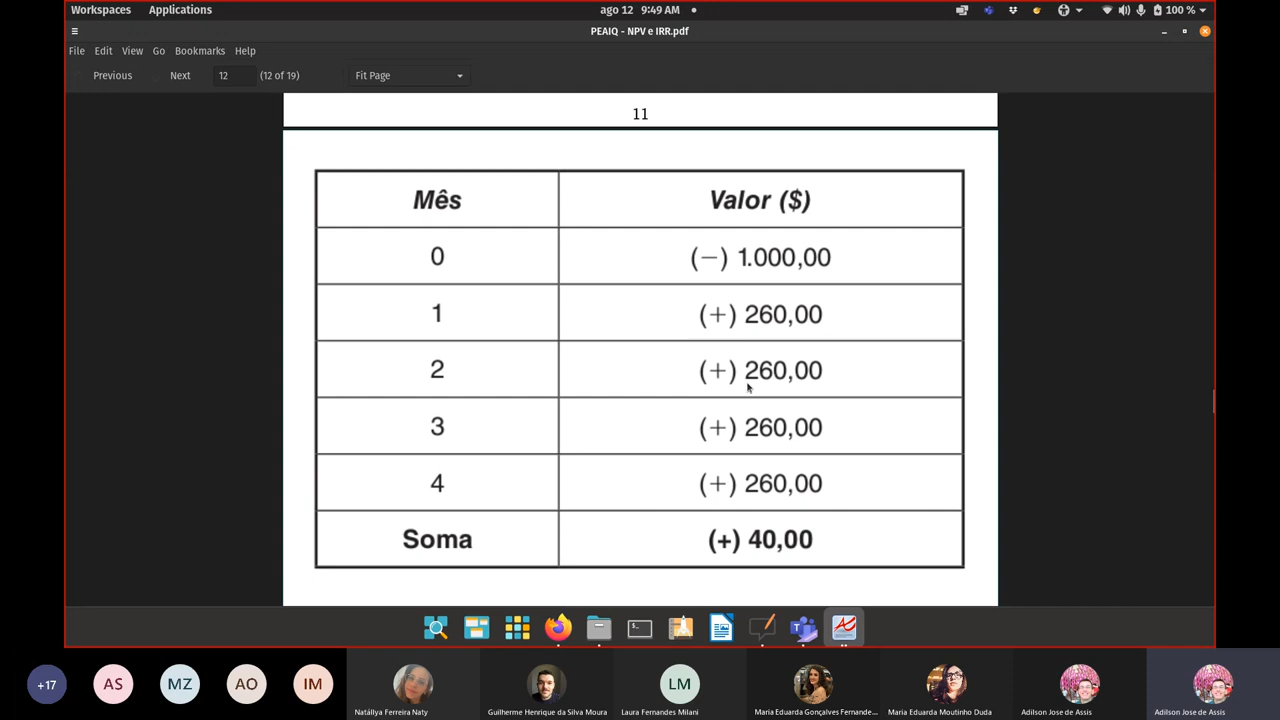 Workspaces Applications ago 12 9:49 AM 100 %
PEAIQ - NPV e IRR.pdf
File Edit View Go Bookmarks Help
Previous Next 12 (12 of 19) Fit Page
11
Mês Valor ($)
0 (−) 1.000,00
1 (+) 260,00
2 (+) 260,00
3 (+) 260,00
4 (+) 260,00
Soma (+) 40,00
+17 AS MZ AO IM LM
Natállya Ferreira Naty Guilherme Henrique da Silva Moura Laura Fernandes Milani Maria Eduarda Gonçalves Fernande... Maria Eduarda Moutinho Duda Adilson Jose de Assis Adilson Jose de Assis